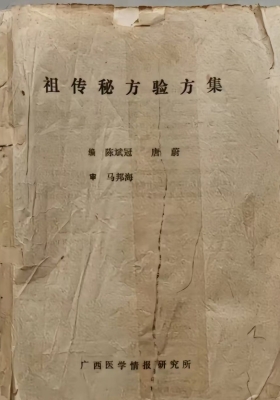 祖传秘方验方集
编 陈斌冠 唐蔚
审 马邦海
广西医学情报研究所